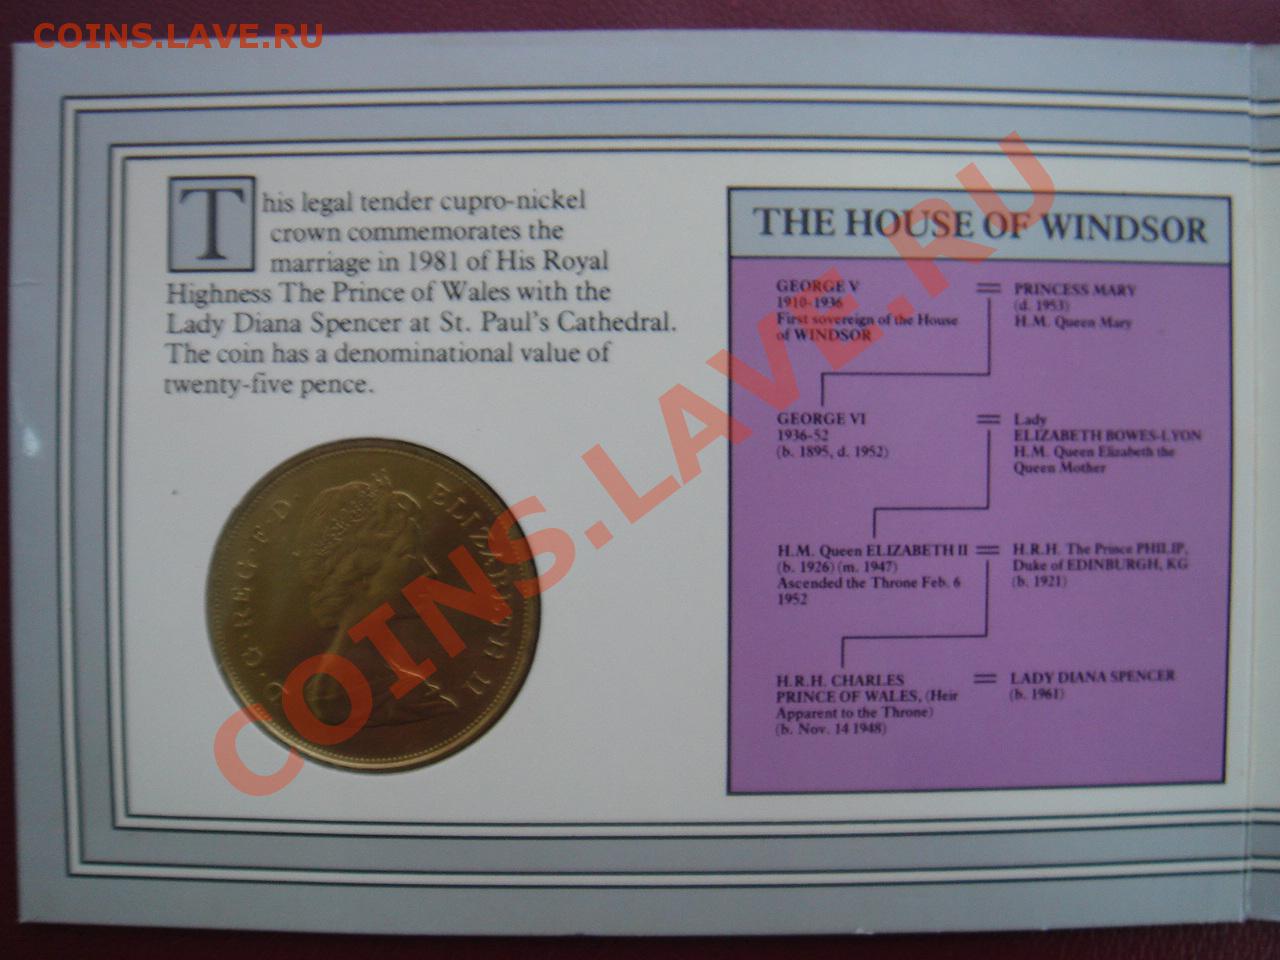 COINS.LAVE.RU
This legal tender cupro-nickel
crown commemorates the
marriage in 1981 of His Royal
Highness The Prince of Wales with the
Lady Diana Spencer at St. Paul's Cathedral.
The coin has a denominational value of
twenty-five pence.
D·G·REG·F·D·
ELIZABETH II
THE HOUSE OF WINDSOR
GEORGE V
1910-1936
First sovereign of the House
of WINDSOR
=
PRINCESS MARY
(d. 1953)
H.M. Queen Mary
GEORGE VI
1936-52
(b. 1895, d. 1952)
=
Lady
ELIZABETH BOWES-LYON
H.M. Queen Elizabeth the
Queen Mother
H.M. Queen ELIZABETH II
(b. 1926) (m. 1947)
Ascended the Throne Feb. 6
1952
=
H.R.H. The Prince PHILIP,
Duke of EDINBURGH, KG
(b. 1921)
H.R.H. CHARLES
PRINCE OF WALES, (Heir
Apparent to the Throne)
(b. Nov. 14 1948)
=
LADY DIANA SPENCER
(b. 1961)
COINS.LAVE.RU